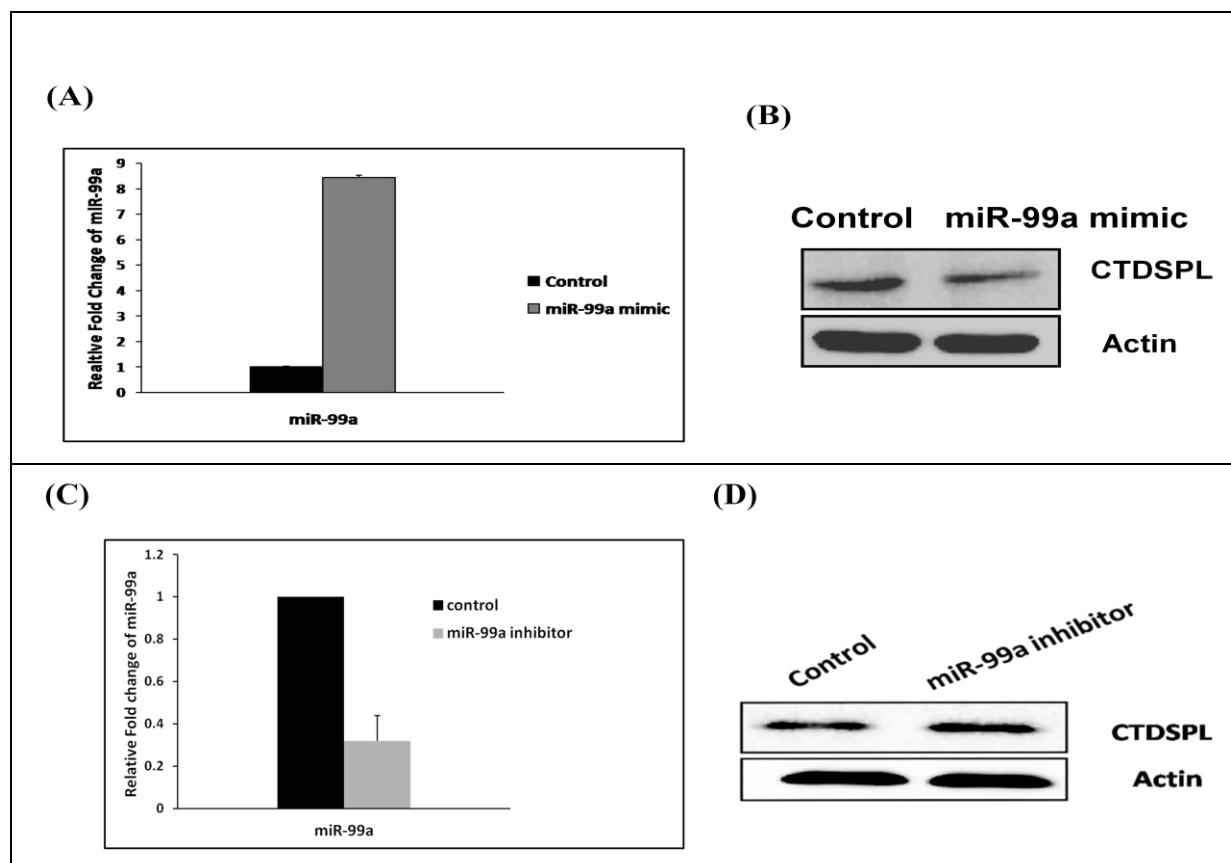 (A)
Realtive Fold Change of miR-99a
9
8
7
6
5
4
3
2
1
0
miR-99a
Control
miR-99a mimic
(B)
Control miR-99a mimic
CTDSPL
Actin
(C)
Relative Fold change of miR-99a
1.2
1
0.8
0.6
0.4
0.2
0
miR-99a
control
miR-99a inhibitor
(D)
Control
miR-99a inhibitor
CTDSPL
Actin